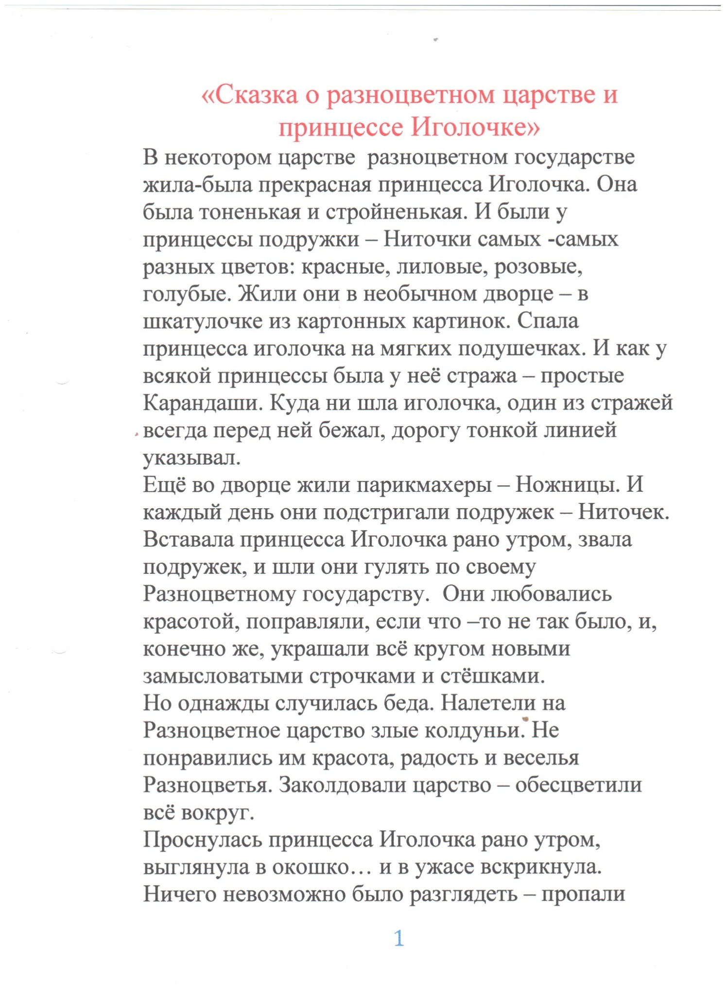 «Сказка о разноцветном царстве и
принцессе Иголочке»
В некотором царстве  разноцветном государстве
жила-была прекрасная принцесса Иголочка. Она
была тоненькая и стройненькая. И были у
принцессы подружки – Ниточки самых -самых
разных цветов: красные, лиловые, розовые,
голубые. Жили они в необычном дворце – в
шкатулочке из картонных картинок. Спала
принцесса иголочка на мягких подушечках. И как у
всякой принцессы была у неё стража – простые
Карандаши. Куда ни шла иголочка, один из стражей
всегда перед ней бежал, дорогу тонкой линией
указывал.
Ещё во дворце жили парикмахеры – Ножницы. И
каждый день они подстригали подружек – Ниточек.
Вставала принцесса Иголочка рано утром, звала
подружек, и шли они гулять по своему
Разноцветному государству.  Они любовались
красотой, поправляли, если что –то не так было, и,
конечно же, украшали всё кругом новыми
замысловатыми строчками и стёшками.
Но однажды случилась беда. Налетели на
Разноцветное царство злые колдуньи. Не
понравились им красота, радость и веселья
Разноцветья. Заколдовали царство – обесцветили
всё вокруг.
Проснулась принцесса Иголочка рано утром,
выглянула в окошко… и в ужасе вскрикнула.
Ничего невозможно было разглядеть – пропали
1